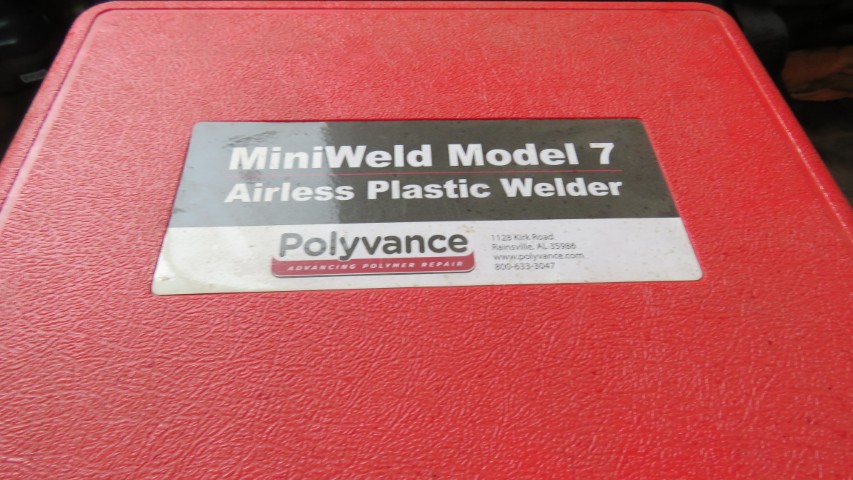 MiniWeld Model 7
Airless Plastic Welder
Polyvance
ADVANCING POLYMER REPAIR
1128 Kirk Road
Rainsville, AL 35986
www.polyvance.com
800-633-3047